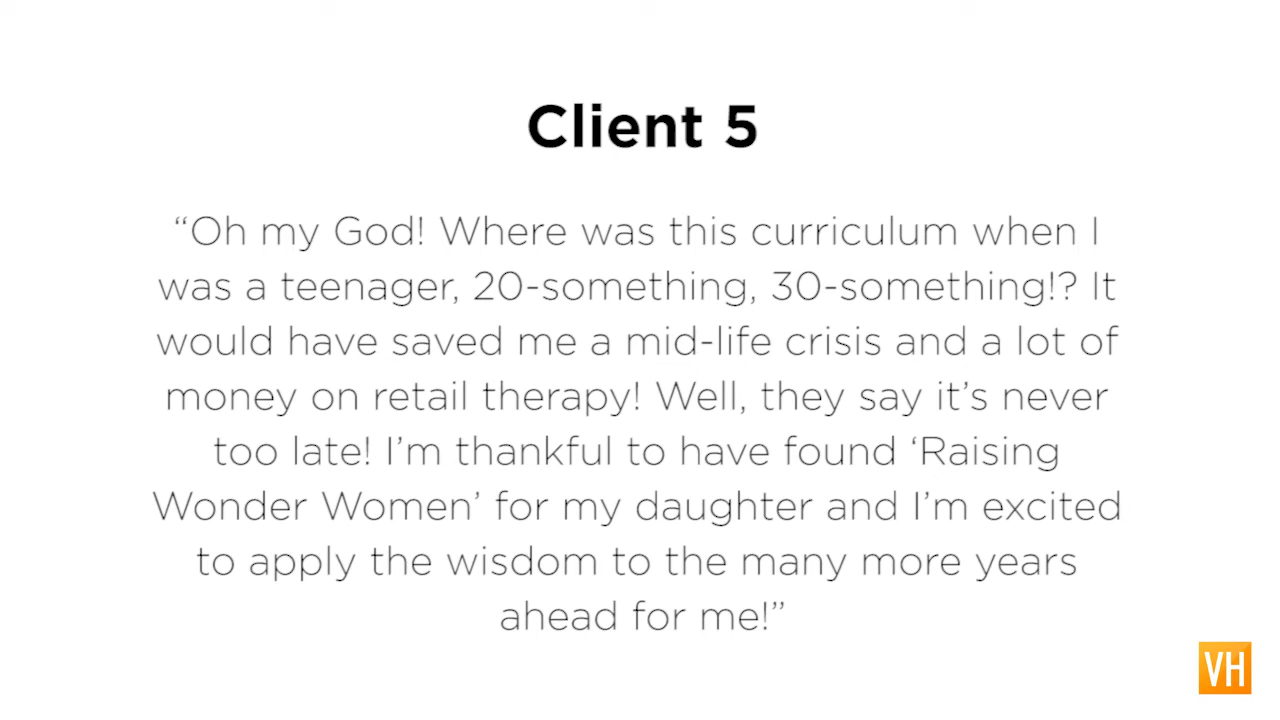 Client 5
“Oh my God! Where was this curriculum when I
was a teenager, 20-something, 30-something!? It
would have saved me a mid-life crisis and a lot of
money on retail therapy! Well, they say it’s never
too late! I’m thankful to have found ‘Raising
Wonder Women’ for my daughter and I’m excited
to apply the wisdom to the many more years
ahead for me!”
VH